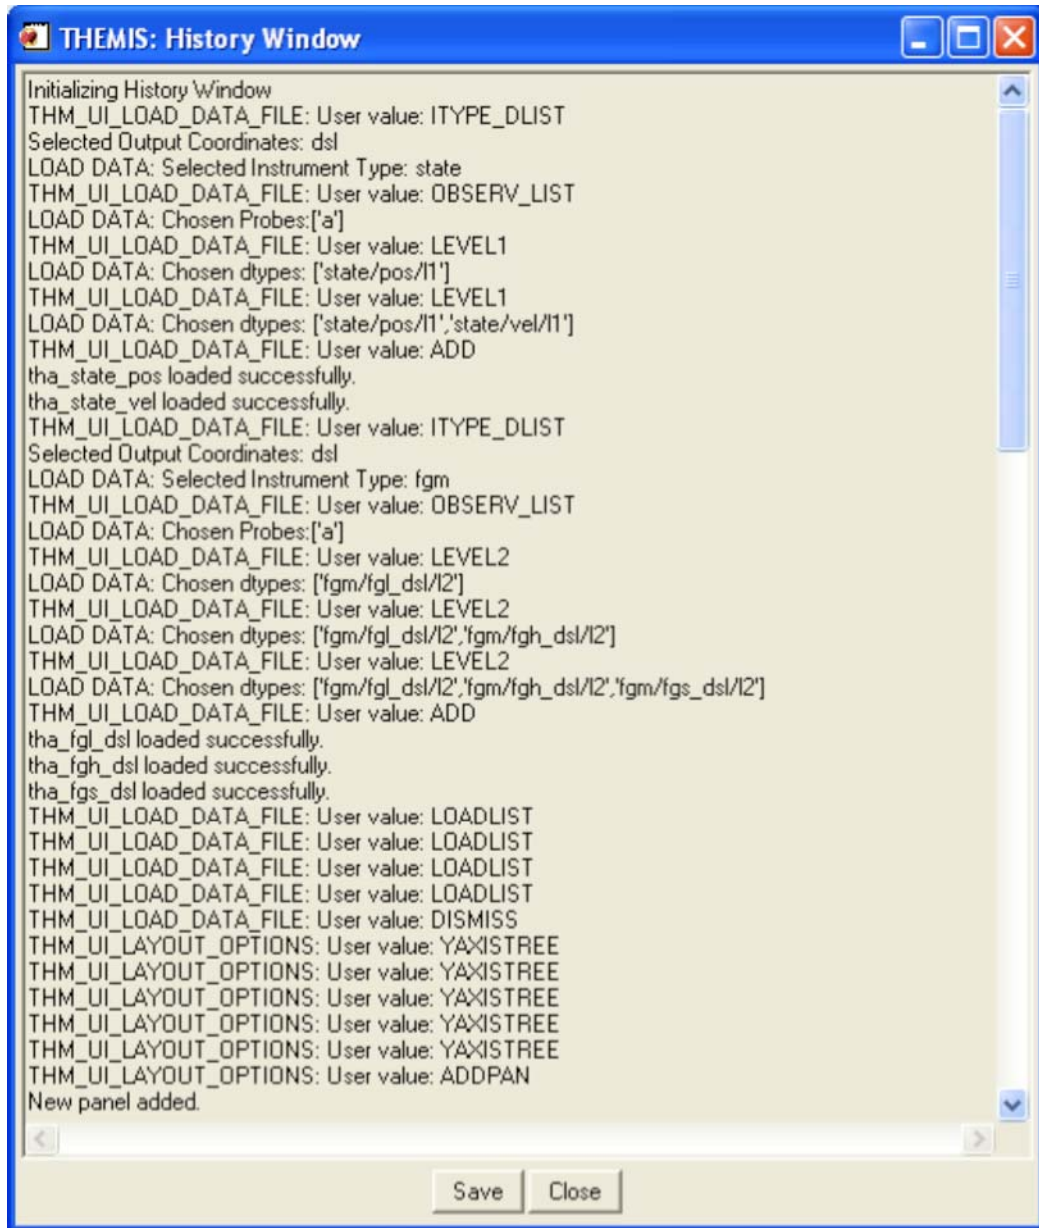 THEMIS: History Window
Initializing History Window
THM_UI_LOAD_DATA_FILE: User value: ITYPE_DLIST
Selected Output Coordinates: dsl
LOAD DATA: Selected Instrument Type: state
THM_UI_LOAD_DATA_FILE: User value: OBSERV_LIST
LOAD DATA: Chosen Probes:['a']
THM_UI_LOAD_DATA_FILE: User value: LEVEL1
LOAD DATA: Chosen dtypes: ['state/pos/l1']
THM_UI_LOAD_DATA_FILE: User value: LEVEL1
LOAD DATA: Chosen dtypes: ['state/pos/l1','state/vel/l1']
THM_UI_LOAD_DATA_FILE: User value: ADD
tha_state_pos loaded successfully.
tha_state_vel loaded successfully.
THM_UI_LOAD_DATA_FILE: User value: ITYPE_DLIST
Selected Output Coordinates: dsl
LOAD DATA: Selected Instrument Type: fgm
THM_UI_LOAD_DATA_FILE: User value: OBSERV_LIST
LOAD DATA: Chosen Probes:['a']
THM_UI_LOAD_DATA_FILE: User value: LEVEL2
LOAD DATA: Chosen dtypes: ['fgm/fgl_dsl/l2']
THM_UI_LOAD_DATA_FILE: User value: LEVEL2
LOAD DATA: Chosen dtypes: ['fgm/fgl_dsl/l2','fgm/fgh_dsl/l2']
THM_UI_LOAD_DATA_FILE: User value: LEVEL2
LOAD DATA: Chosen dtypes: ['fgm/fgl_dsl/l2','fgm/fgh_dsl/l2','fgm/fgs_dsl/l2']
THM_UI_LOAD_DATA_FILE: User value: ADD
tha_fgl_dsl loaded successfully.
tha_fgh_dsl loaded successfully.
tha_fgs_dsl loaded successfully.
THM_UI_LOAD_DATA_FILE: User value: LOADLIST
THM_UI_LOAD_DATA_FILE: User value: LOADLIST
THM_UI_LOAD_DATA_FILE: User value: LOADLIST
THM_UI_LOAD_DATA_FILE: User value: LOADLIST
THM_UI_LOAD_DATA_FILE: User value: DISMISS
THM_UI_LAYOUT_OPTIONS: User value: YAXISTREE
THM_UI_LAYOUT_OPTIONS: User value: YAXISTREE
THM_UI_LAYOUT_OPTIONS: User value: YAXISTREE
THM_UI_LAYOUT_OPTIONS: User value: YAXISTREE
THM_UI_LAYOUT_OPTIONS: User value: YAXISTREE
THM_UI_LAYOUT_OPTIONS: User value: ADDPAN
New panel added.
Save Close